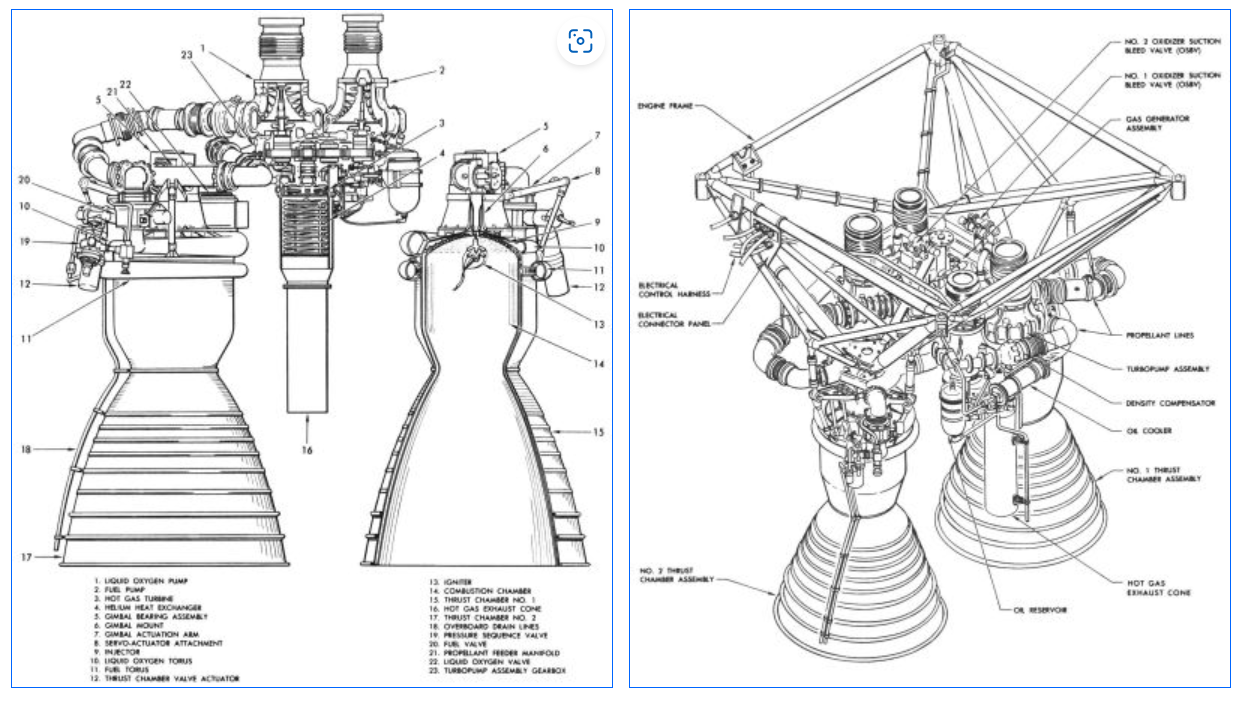 1
2
23
22
21
5
3
4
5
6
7
8
20
10
19
12
9
10
11
12
13
11
14
16
15
18
17
1. LIQUID OXYGEN PUMP
2. FUEL PUMP
3. HOT GAS TURBINE
4. HELIUM HEAT EXCHANGER
5. GIMBAL BEARING ASSEMBLY
6. GIMBAL MOUNT
7. GIMBAL ACTUATION ARM
8. SERVO-ACTUATOR ATTACHMENT
9. INJECTOR
10. LIQUID OXYGEN TORUS
11. FUEL TORUS
12. THRUST CHAMBER VALVE ACTUATOR
13. IGNITER
14. COMBUSTION CHAMBER
15. THRUST CHAMBER NO. 1
16. HOT GAS EXHAUST CONE
17. THRUST CHAMBER NO. 2
18. OVERBOARD DRAIN LINES
19. PRESSURE SEQUENCE VALVE
20. FUEL VALVE
21. PROPELLANT FEEDER MANIFOLD
22. LIQUID OXYGEN VALVE
23. TURBOPUMP ASSEMBLY GEARBOX
NO. 2 OXIDIZER SUCTION
BLEED VALVE (OSBV)
NO. 1 OXIDIZER SUCTION
BLEED VALVE (OSBV)
ENGINE FRAME
GAS GENERATOR
ASSEMBLY
ELECTRICAL
CONTROL HARNESS
ELECTRICAL
CONNECTOR PANEL
PROPELLANT LINES
TURBOPUMP ASSEMBLY
DENSITY COMPENSATOR
OIL COOLER
NO. 1 THRUST
CHAMBER ASSEMBLY
NO. 2 THRUST
CHAMBER ASSEMBLY
HOT GAS
EXHAUST CONE
OIL RESERVOIR